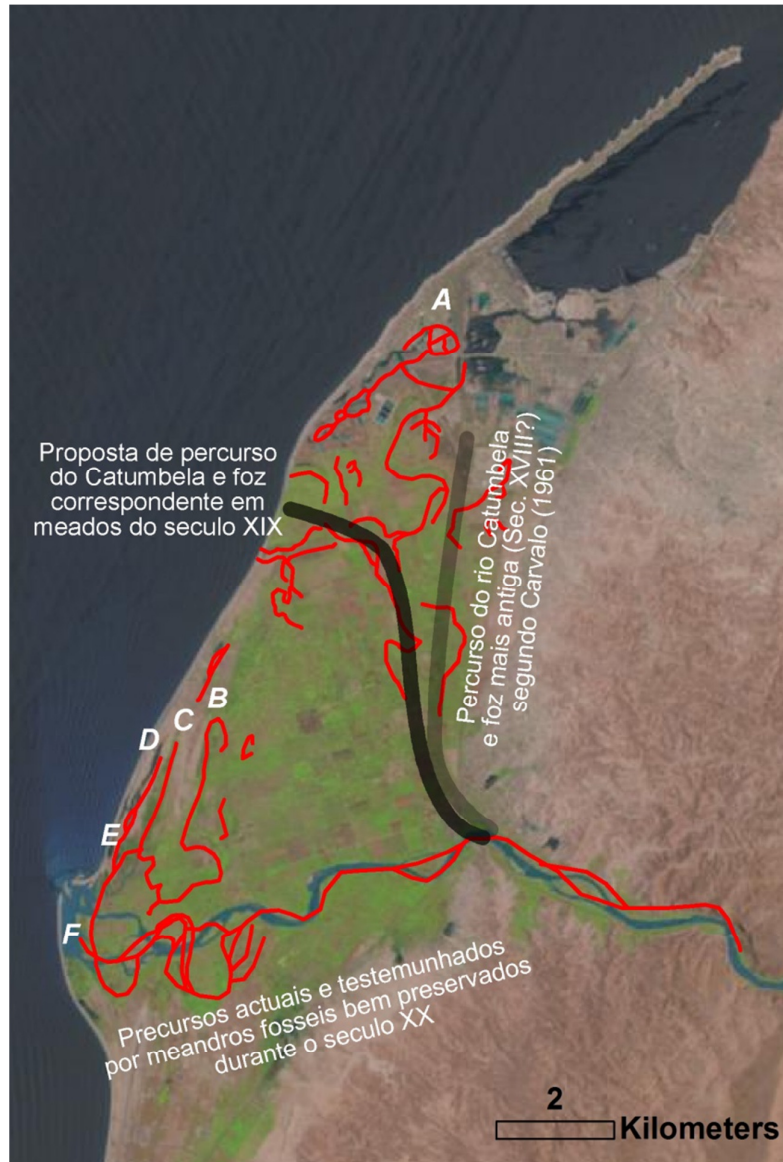 A
Proposta de percurso
do Catumbela e foz
correspondente em
meados do seculo XIX
Percurso do rio Catumbela
e foz mais antiga (Sec. XVIII?)
segundo Carvalo (1961)
B
C
D
E
F
Precursos actuais e testemunhados
por meandros fosseis bem preservados
durante o seculo XX
2
Kilometers